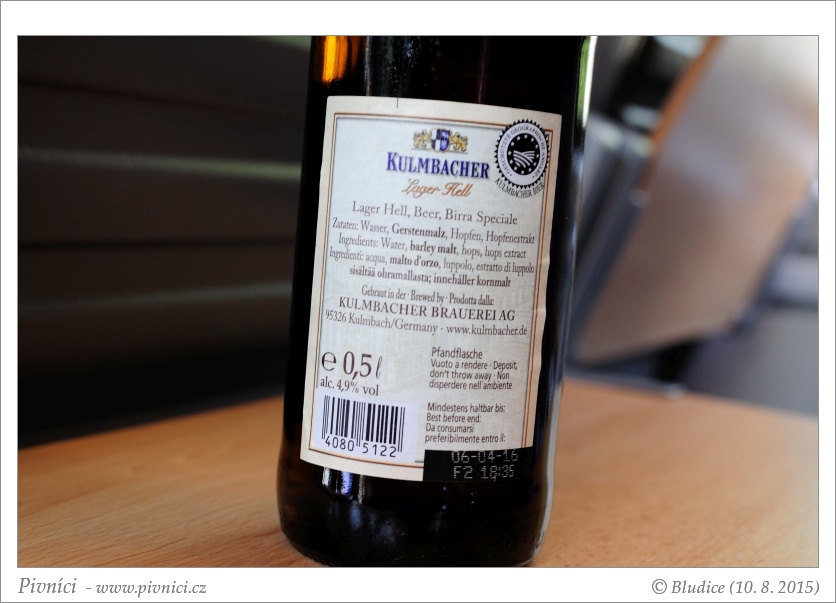 KULMBACHER
Lager Hell
KULMBACHER BIER
Lager Hell, Beer, Birra Speciale
Zutaten: Wasser, Gerstenmalz, Hopfen, Hopfenextrakt
Ingredients: Water, barley malt, hops, hops extract
Ingredienti: acqua, malto d'orzo, luppolo, estratto di luppolo
sisältää ohramallasta; innehåller kornmalt
Gebraut in der · Brewed by · Prodotta dalla:
KULMBACHER BRAUEREI AG
95326 Kulmbach/Germany · www.kulmbacher.de
℮ 0,5 l
alc. 4,9% vol
Pfandflasche
Vuoto a rendere · Deposit,
don't throw away · Non
disperdere nell'ambiente
Mindestens haltbar bis:
Best before end:
Da consumarsi
preferibilmente entro il:
4080 5122
06-04-16
F2 18:35
Pivníci - www.pivnici.cz
© Bludice (10. 8. 2015)